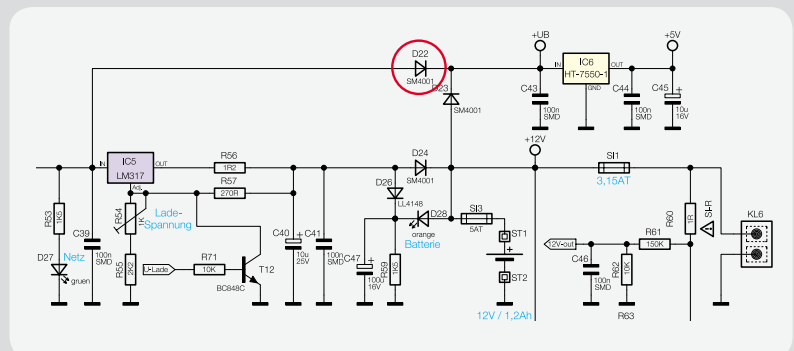 D22
SM4001
D23
SM4001
+UB
IN
IC6
HT-7550-1
OUT
GND
+5V
C43
100n
SMD
C44
100n
SMD
C45
+
10u
16V
IN
IC5
LM317
OUT
Adj.
R56
1R2
R57
270R
D24
SM4001
+12V
SI1
3,15AT
R53
1K5
D27
Netz
gruen
C39
100n
SMD
R54
1K
Lade-
Spannung
R55
2K2
U-Lade
R71
10K
T12
BC848C
C40
+
10u
25V
C41
100n
SMD
D26
LL4148
D28
orange
Batterie
SI3
5AT
C47
+
100u
16V
R59
1K5
ST1
ST2
12V / 1,2Ah
12V-out
C46
100n
SMD
R62
10K
R63
R61
150K
R60
1R
SI-R
KL6